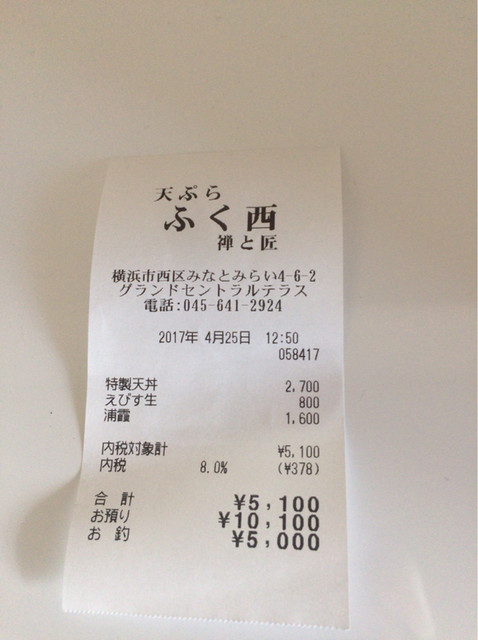 天ぷら
ふく西
禅と匠
横浜市西区みなとみらい4-6-2
グランドセントラルテラス
電話:045-641-2924
2017年 4月25日 12:50
058417
特製天丼 2,700
えびす生 800
浦霞 1,600
内税対象計 ¥5,100
内税 8.0% (¥378)
合 計 ¥5,100
お預り ¥10,100
お 釣 ¥5,000